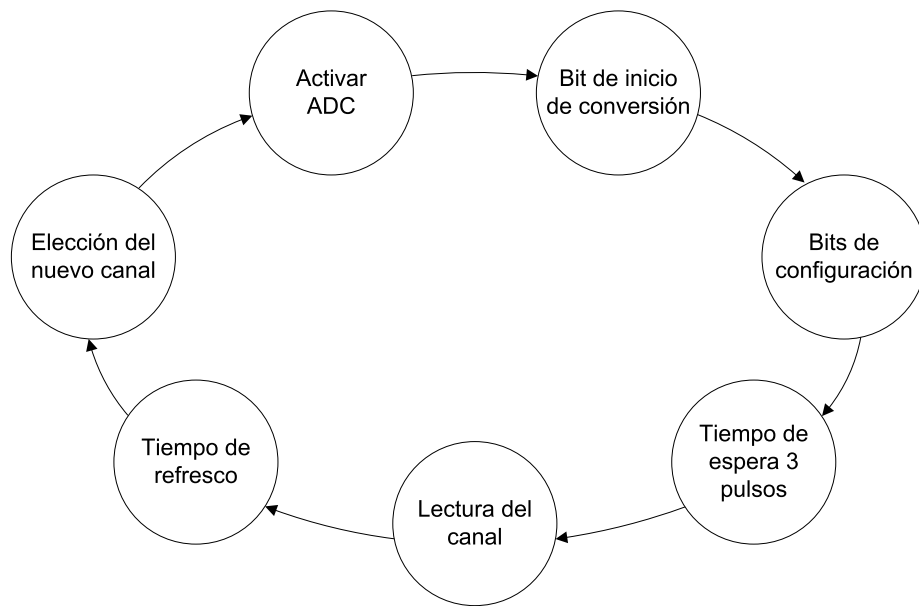 Activar
ADC
Bit de inicio
de conversión
Bits de
configuración
Tiempo de
espera 3
pulsos
Lectura del
canal
Tiempo de
refresco
Elección del
nuevo canal